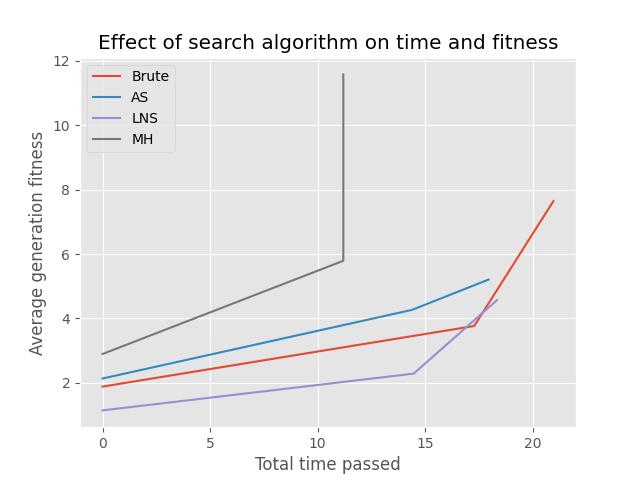 Effect of search algorithm on time and fitness
Brute
AS
LNS
MH
12
10
8
6
4
2
Average generation fitness
0
5
10
15
20
Total time passed